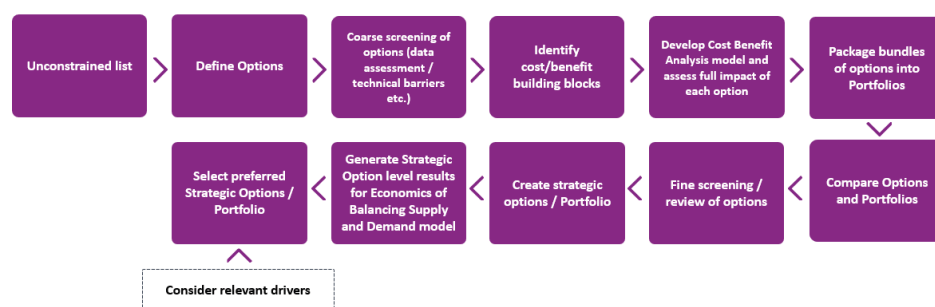 Unconstrained list
Define Options
Coarse screening of
options (data
assessment /
technical barriers
etc.)
Identify
cost/benefit
building blocks
Develop Cost Benefit
Analysis model and
assess full impact of
each option
Package bundles
of options into
Portfolios
Compare Options
and Portfolios
Fine screening /
review of options
Create strategic
options / Portfolio
Generate Strategic
Option level results
for Economics of
Balancing Supply
and Demand model
Select preferred
Strategic Options /
Portfolio
Consider relevant drivers